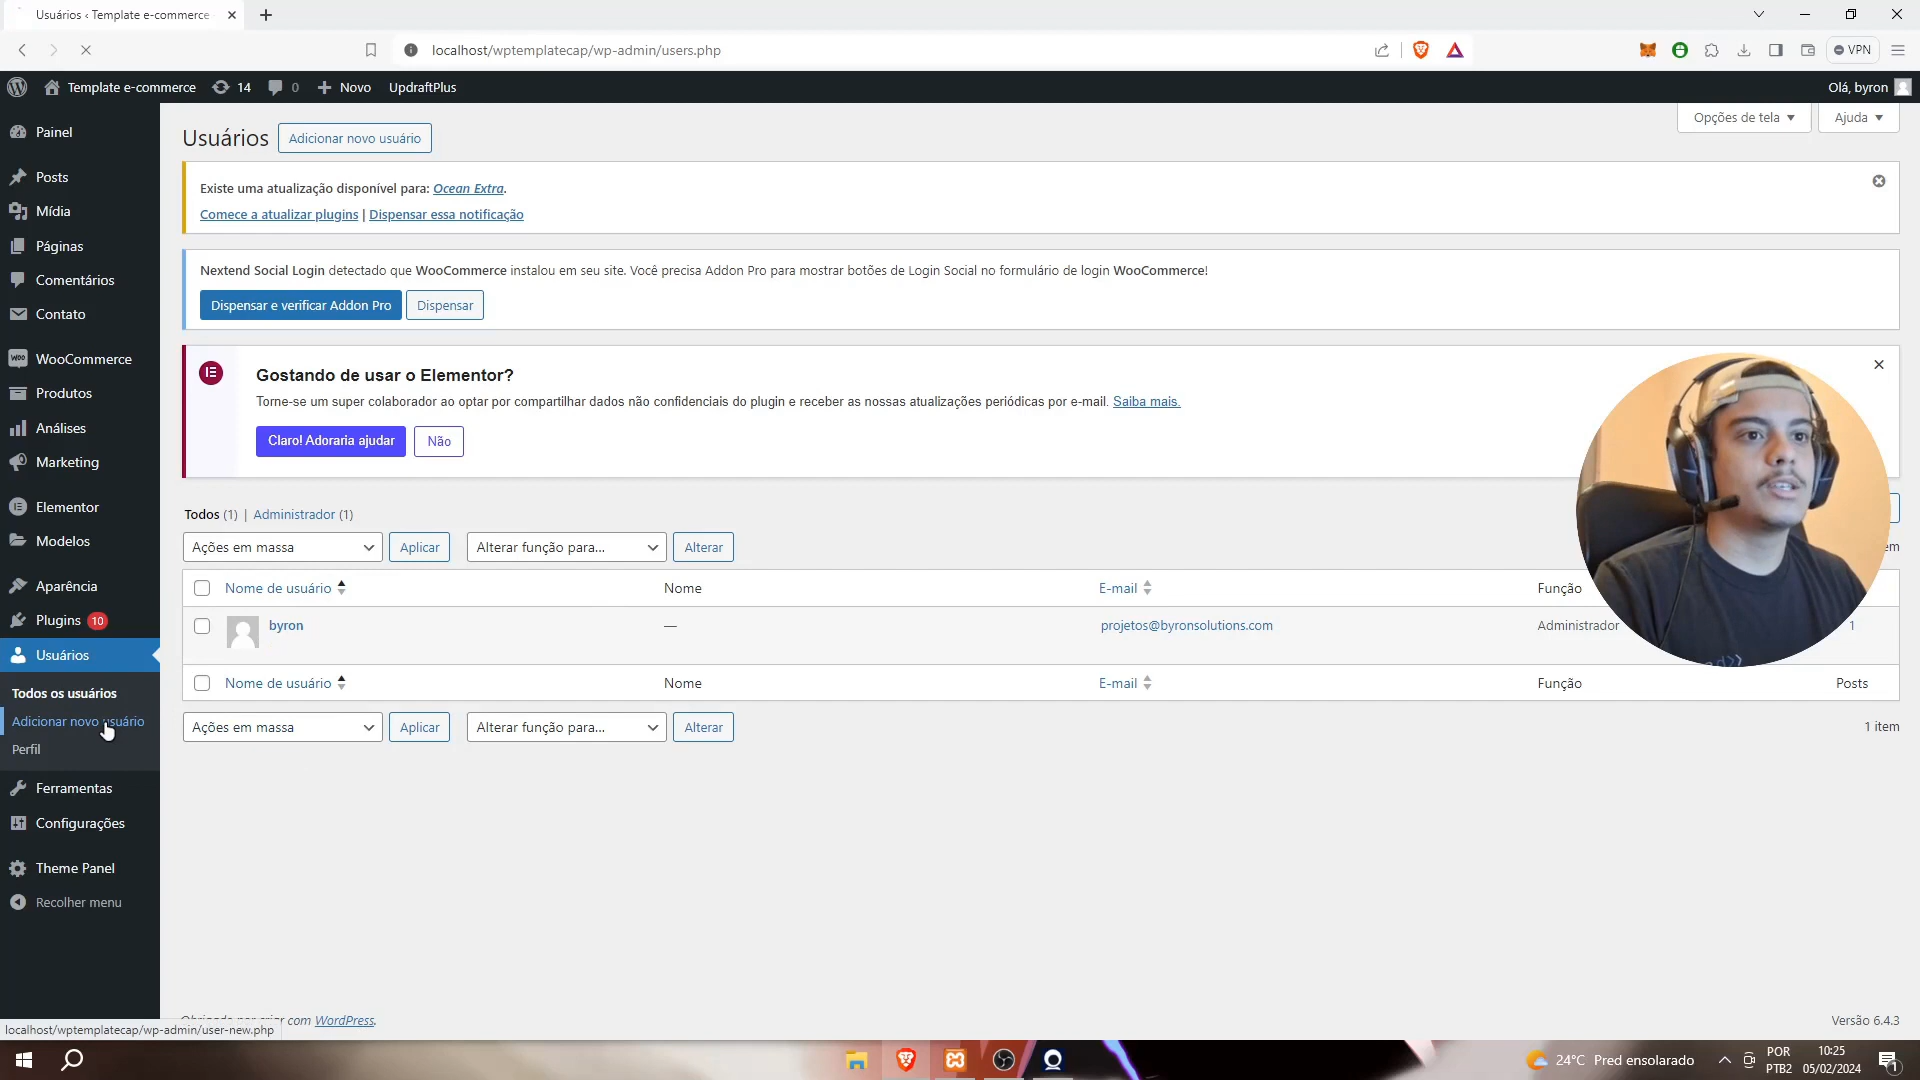 Usuários ‹ Template e-commerce
localhost/wptemplatecap/wp-admin/users.php
VPN
Template e-commerce
14
0
Novo
UpdraftPlus
Olá, byron
Painel
Posts
Mídia
Páginas
Comentários
Contato
WooCommerce
Produtos
Análises
Marketing
Elementor
Modelos
Aparência
Plugins 10
Usuários
Todos os usuários
Adicionar novo usuário
Perfil
Ferramentas
Configurações
Theme Panel
Recolher menu
Opções de tela
Ajuda
Usuários
Adicionar novo usuário
Existe uma atualização disponível para: Ocean Extra.
Comece a atualizar plugins | Dispensar essa notificação
Nextend Social Login detectado que WooCommerce instalou em seu site. Você precisa Addon Pro para mostrar botões de Login Social no formulário de login WooCommerce!
Dispensar e verificar Addon Pro
Dispensar
Gostando de usar o Elementor?
Torne-se um super colaborador ao optar por compartilhar dados não confidenciais do plugin e receber as nossas atualizações periódicas por e-mail. Saiba mais.
Claro! Adoraria ajudar
Não
Todos (1) | Administrador (1)
Ações em massa
Aplicar
Alterar função para...
Alterar
Nome de usuário
Nome
E-mail
Função
byron
—
projetos@byronsolutions.com
Administrador
1
Nome de usuário
Nome
E-mail
Função
Posts
Ações em massa
Aplicar
Alterar função para...
Alterar
1 item
com WordPress.
Versão 6.4.3
localhost/wptemplatecap/wp-admin/user-new.php
24°C Pred ensolarado
POR
PTB2
10:25
05/02/2024
1